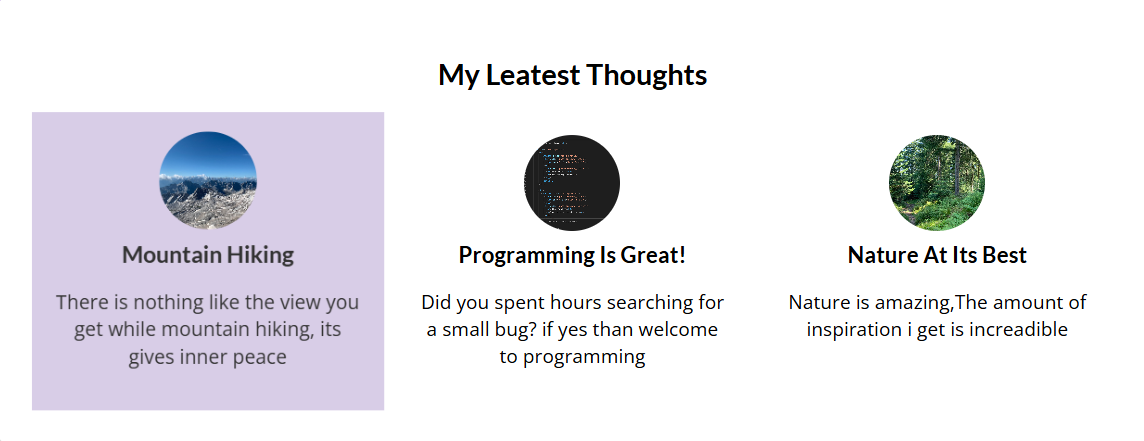 My Leatest Thoughts
Mountain Hiking
There is nothing like the view you
get while mountain hiking, its
gives inner peace
Programming Is Great!
Did you spent hours searching for
a small bug? if yes than welcome
to programming
Nature At Its Best
Nature is amazing,The amount of
inspiration i get is increadible